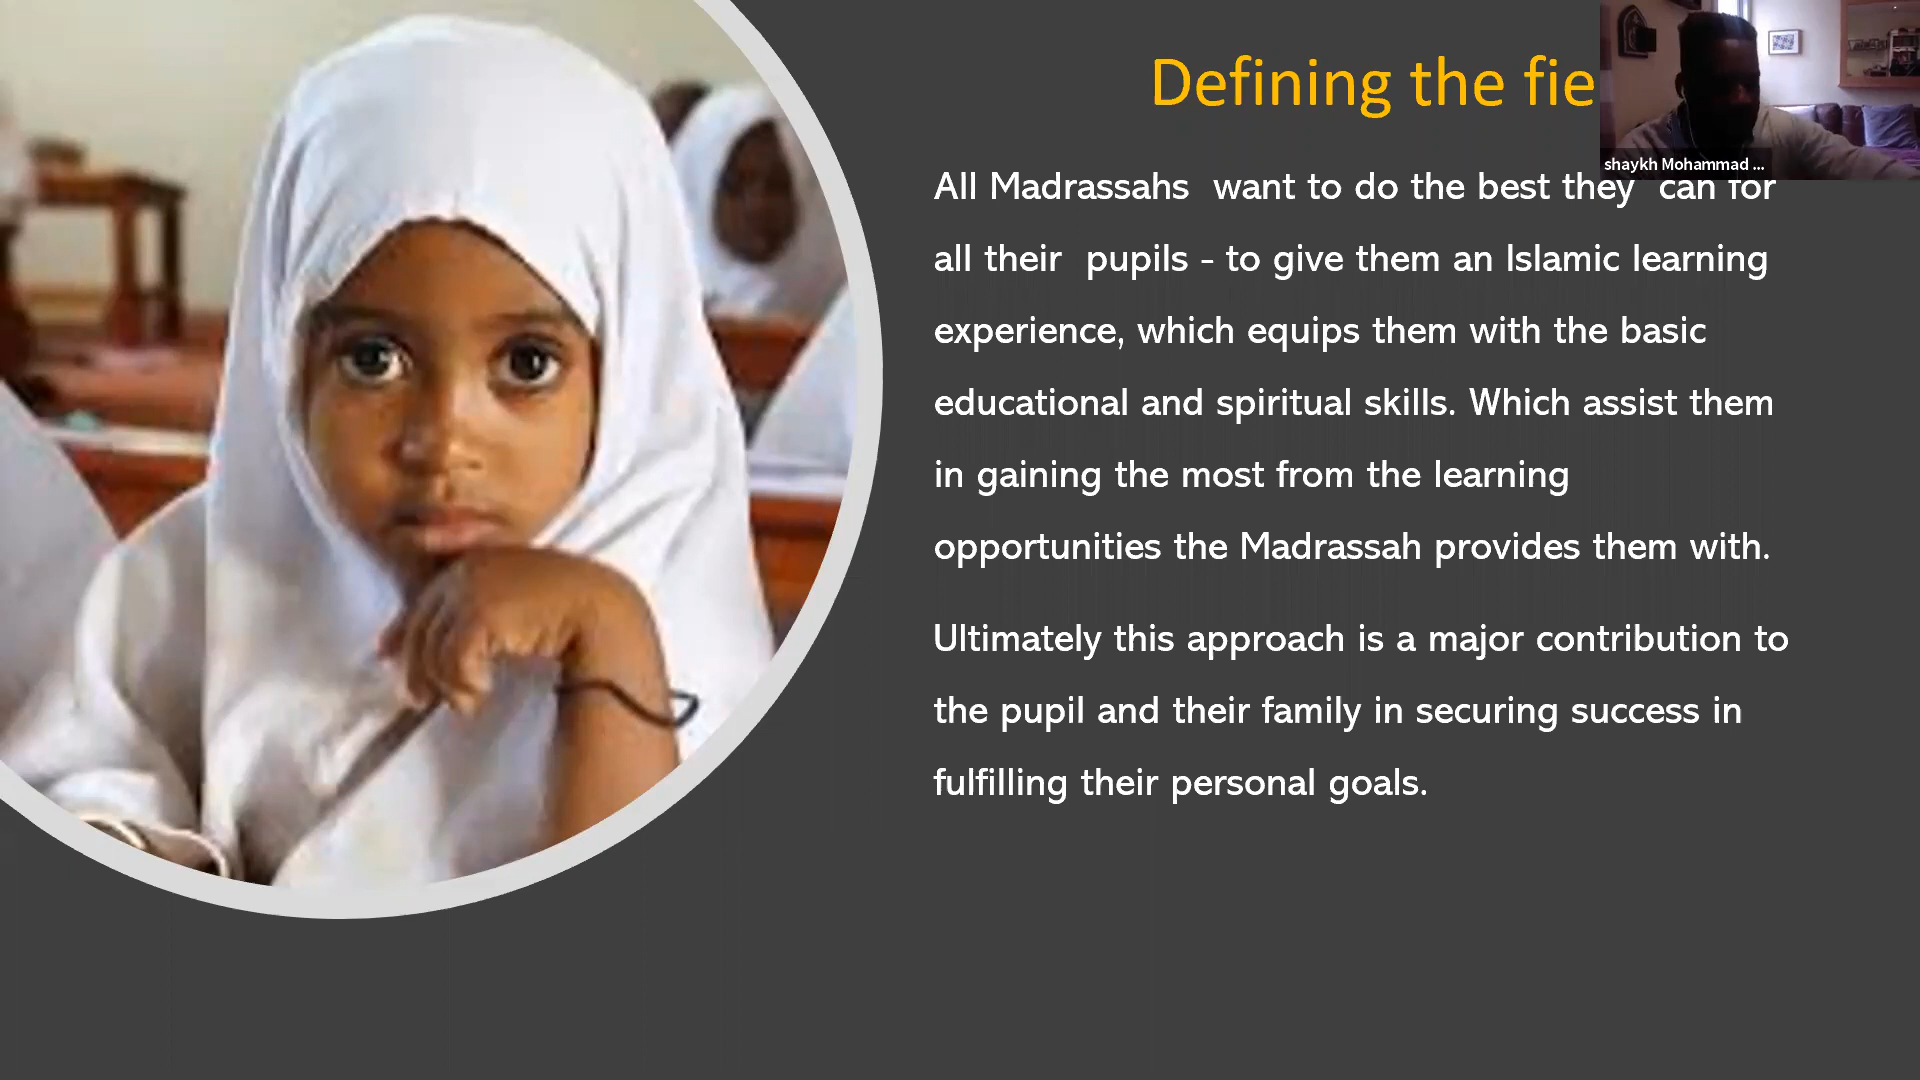 Defining the fie
shaykh Mohammad ...
All Madrassahs want to do the best they can for
all their pupils - to give them an Islamic learning
experience, which equips them with the basic
educational and spiritual skills. Which assist them
in gaining the most from the learning
opportunities the Madrassah provides them with.
Ultimately this approach is a major contribution to
the pupil and their family in securing success in
fulfilling their personal goals.